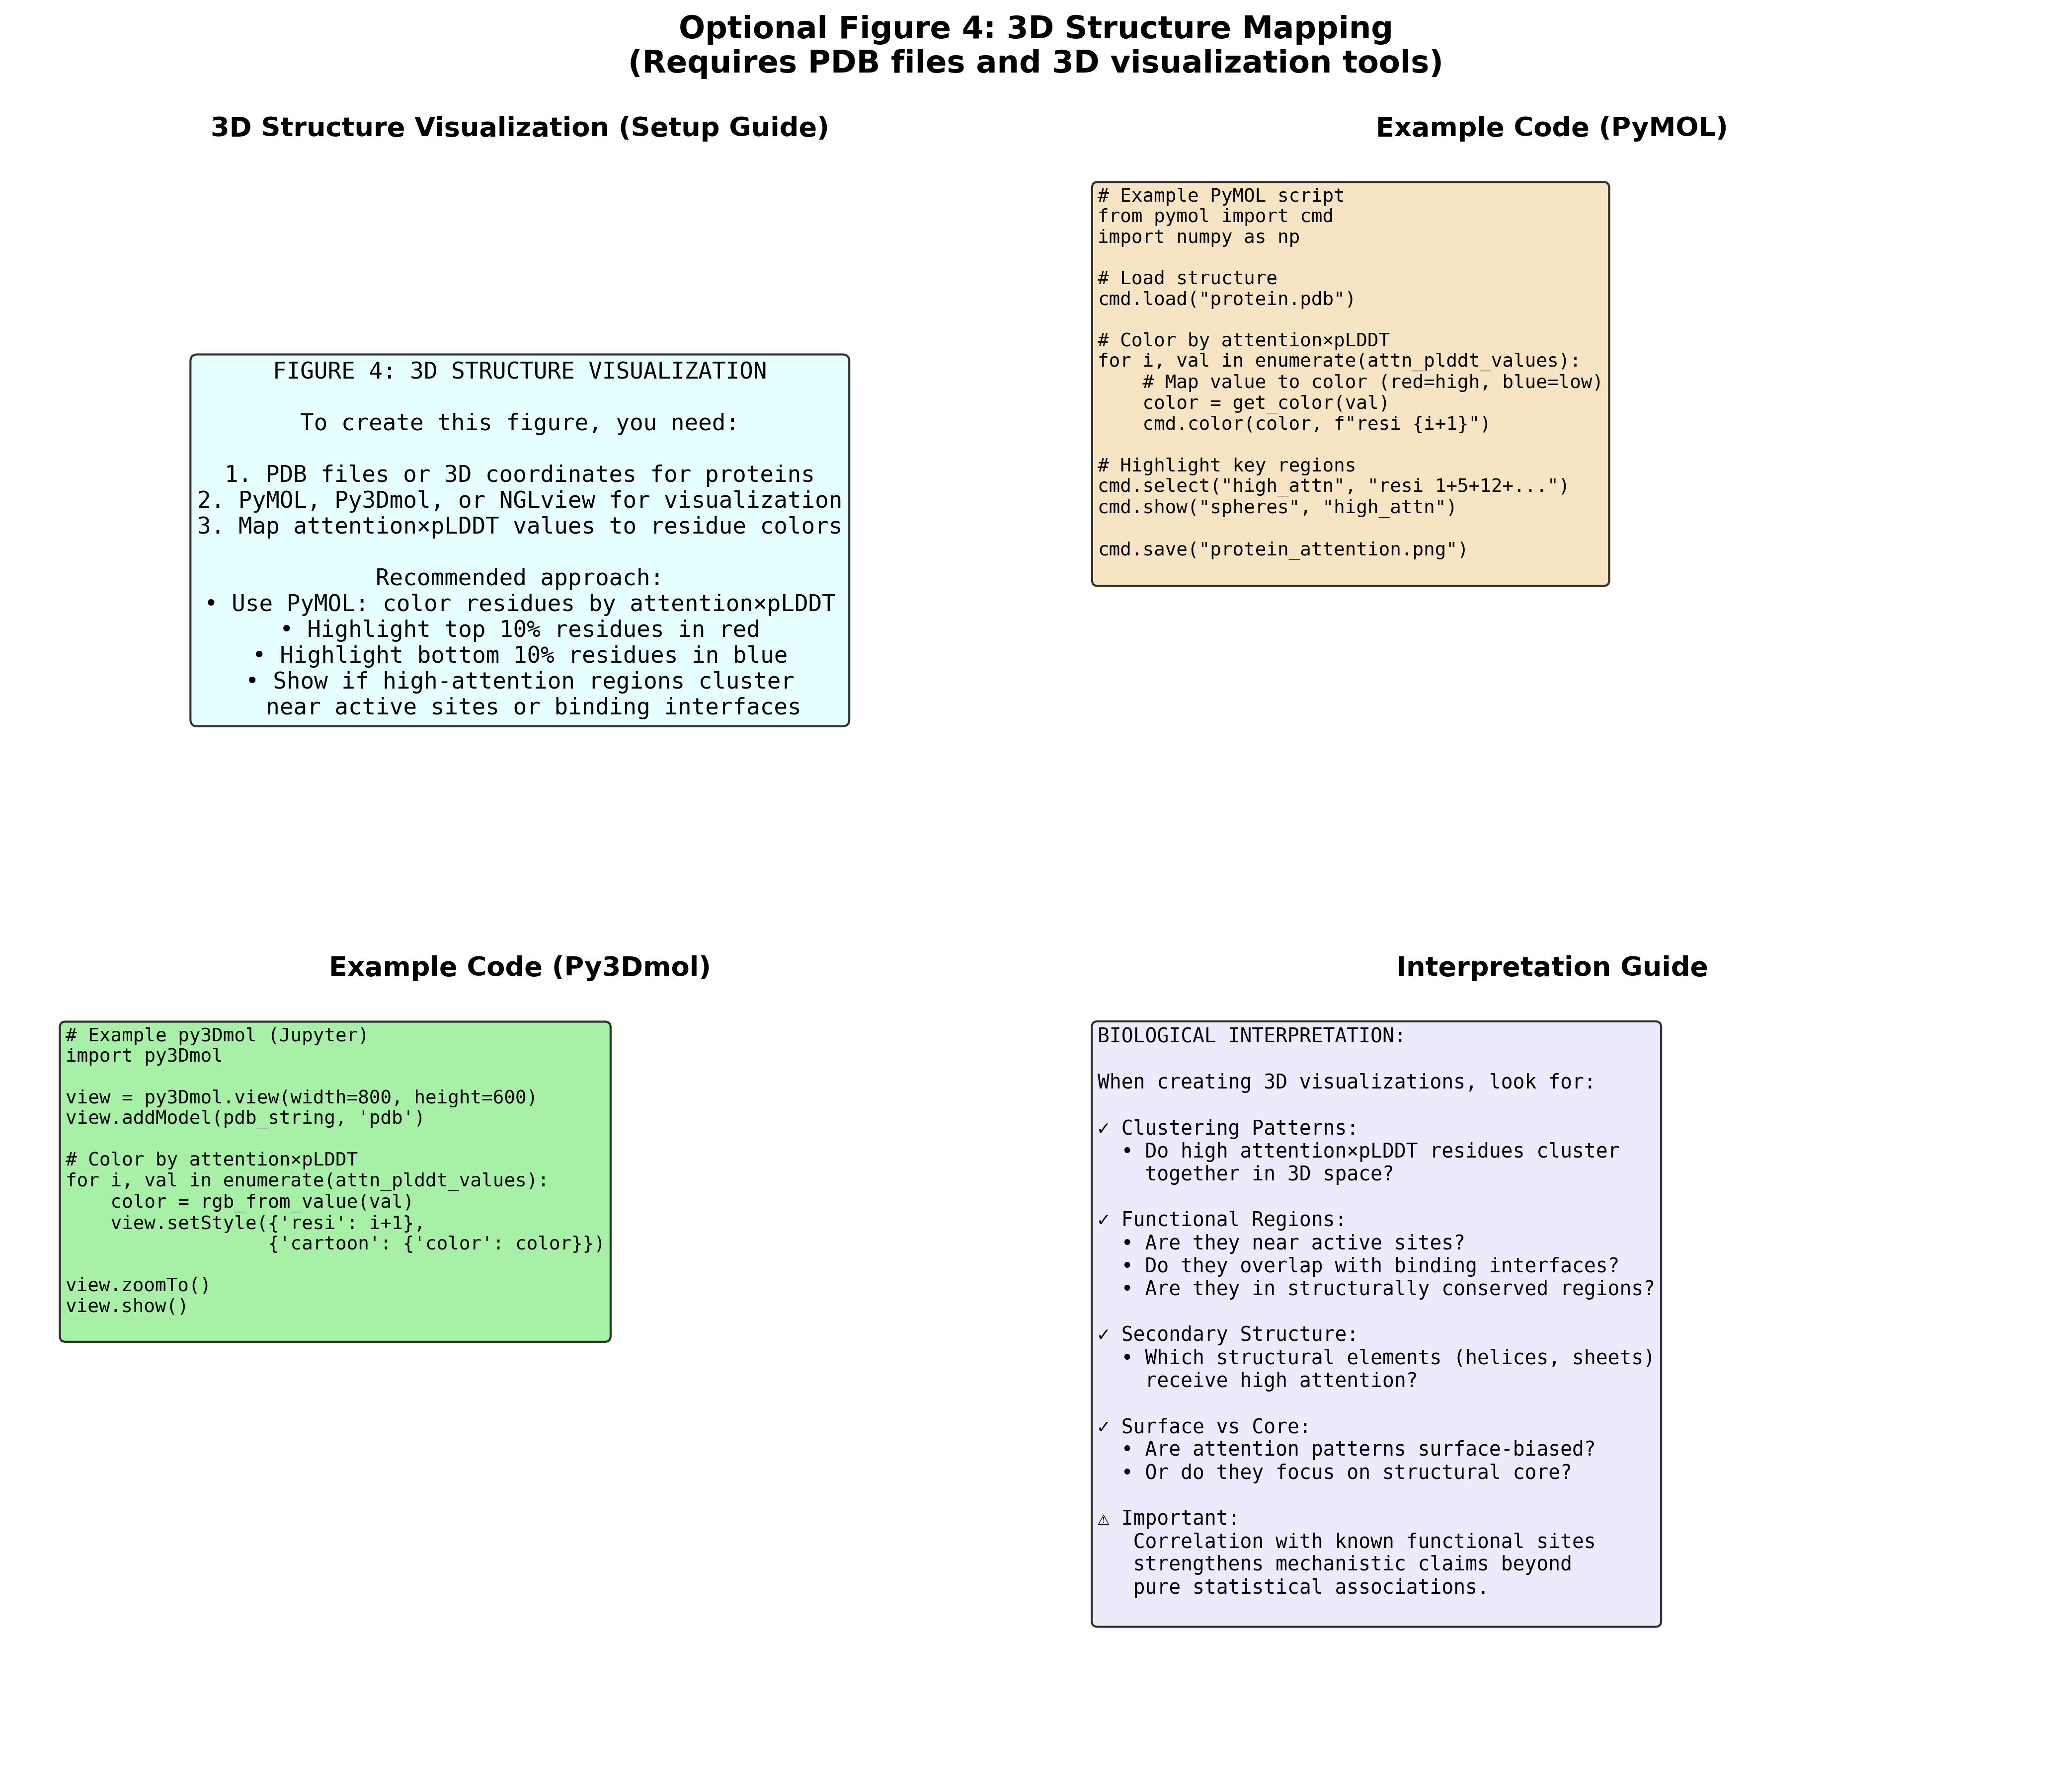 Optional Figure 4: 3D Structure Mapping
(Requires PDB files and 3D visualization tools)
3D Structure Visualization (Setup Guide)
FIGURE 4: 3D STRUCTURE VISUALIZATION
To create this figure, you need:
1. PDB files or 3D coordinates for proteins
2. PyMOL, Py3Dmol, or NGLview for visualization
3. Map attention×pLDDT values to residue colors
Recommended approach:
• Use PyMOL: color residues by attention×pLDDT
• Highlight top 10% residues in red
• Highlight bottom 10% residues in blue
• Show if high-attention regions cluster
near active sites or binding interfaces
Example Code (PyMOL)
# Example PyMOL script
from pymol import cmd
import numpy as np
# Load structure
cmd.load("protein.pdb")
# Color by attention×pLDDT
for i, val in enumerate(attn_plddt_values):
    # Map value to color (red=high, blue=low)
    color = get_color(val)
    cmd.color(color, f"resi {i+1}")
# Highlight key regions
cmd.select("high_attn", "resi 1+5+12+...")
cmd.show("spheres", "high_attn")
cmd.save("protein_attention.png")
Example Code (Py3Dmol)
# Example py3Dmol (Jupyter)
import py3Dmol
view = py3Dmol.view(width=800, height=600)
view.addModel(pdb_string, 'pdb')
# Color by attention×pLDDT
for i, val in enumerate(attn_plddt_values):
    color = rgb_from_value(val)
    view.setStyle({'resi': i+1},
                  {'cartoon': {'color': color}})
view.zoomTo()
view.show()
Interpretation Guide
BIOLOGICAL INTERPRETATION:
When creating 3D visualizations, look for:
✓ Clustering Patterns:
  • Do high attention×pLDDT residues cluster
    together in 3D space?
✓ Functional Regions:
  • Are they near active sites?
  • Do they overlap with binding interfaces?
  • Are they in structurally conserved regions?
✓ Secondary Structure:
  • Which structural elements (helices, sheets)
    receive high attention?
✓ Surface vs Core:
  • Are attention patterns surface-biased?
  • Or do they focus on structural core?
⚠ Important:
   Correlation with known functional sites
   strengthens mechanistic claims beyond
   pure statistical associations.